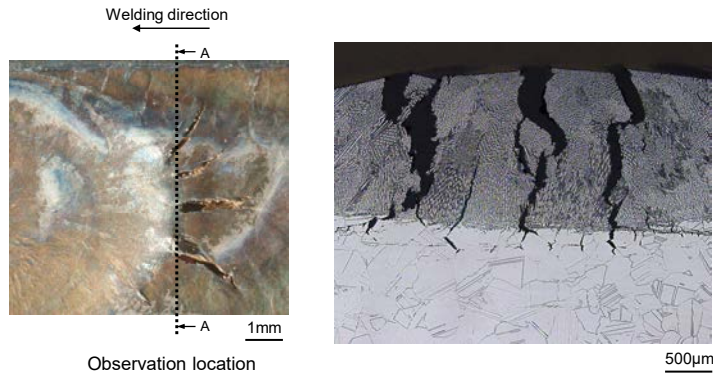 Welding direction
A
A
1mm
Observation location
500µm